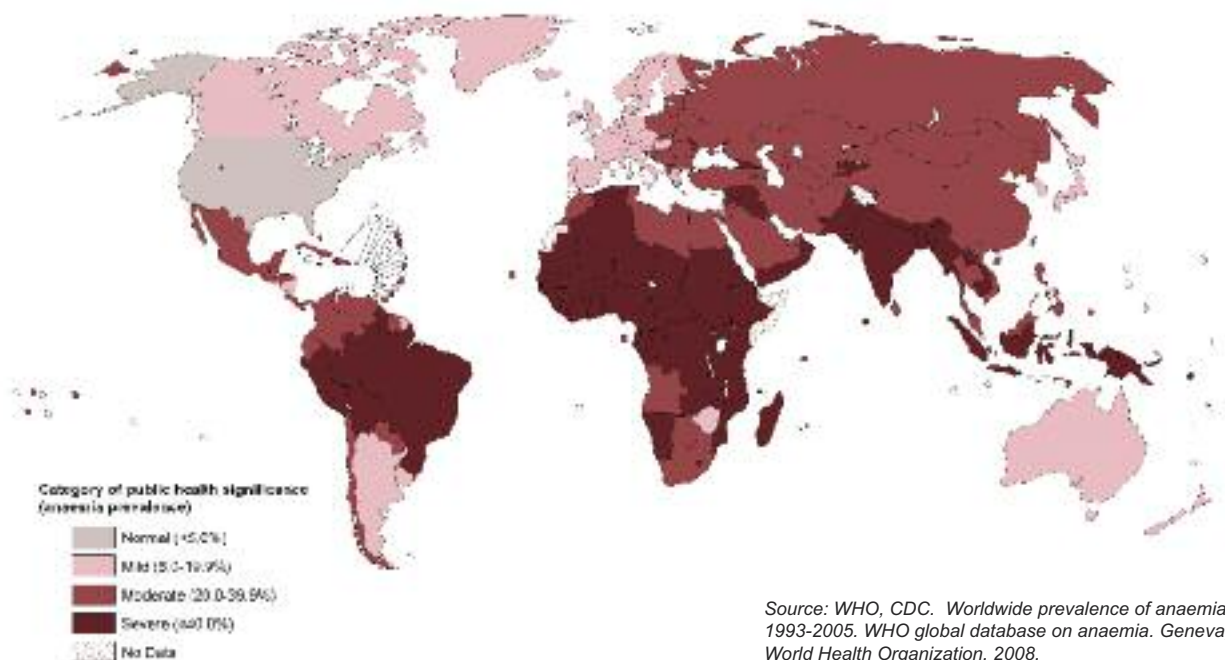 Category of public health significance
(anaemia prevalence)
Normal (<5.0%)
Mild (5.0-19.9%)
Moderate (20.0-39.9%)
Severe (≥40.0%)
No Data
Source: WHO, CDC. Worldwide prevalence of anaemia
1993-2005. WHO global database on anaemia. Geneva
World Health Organization, 2008.